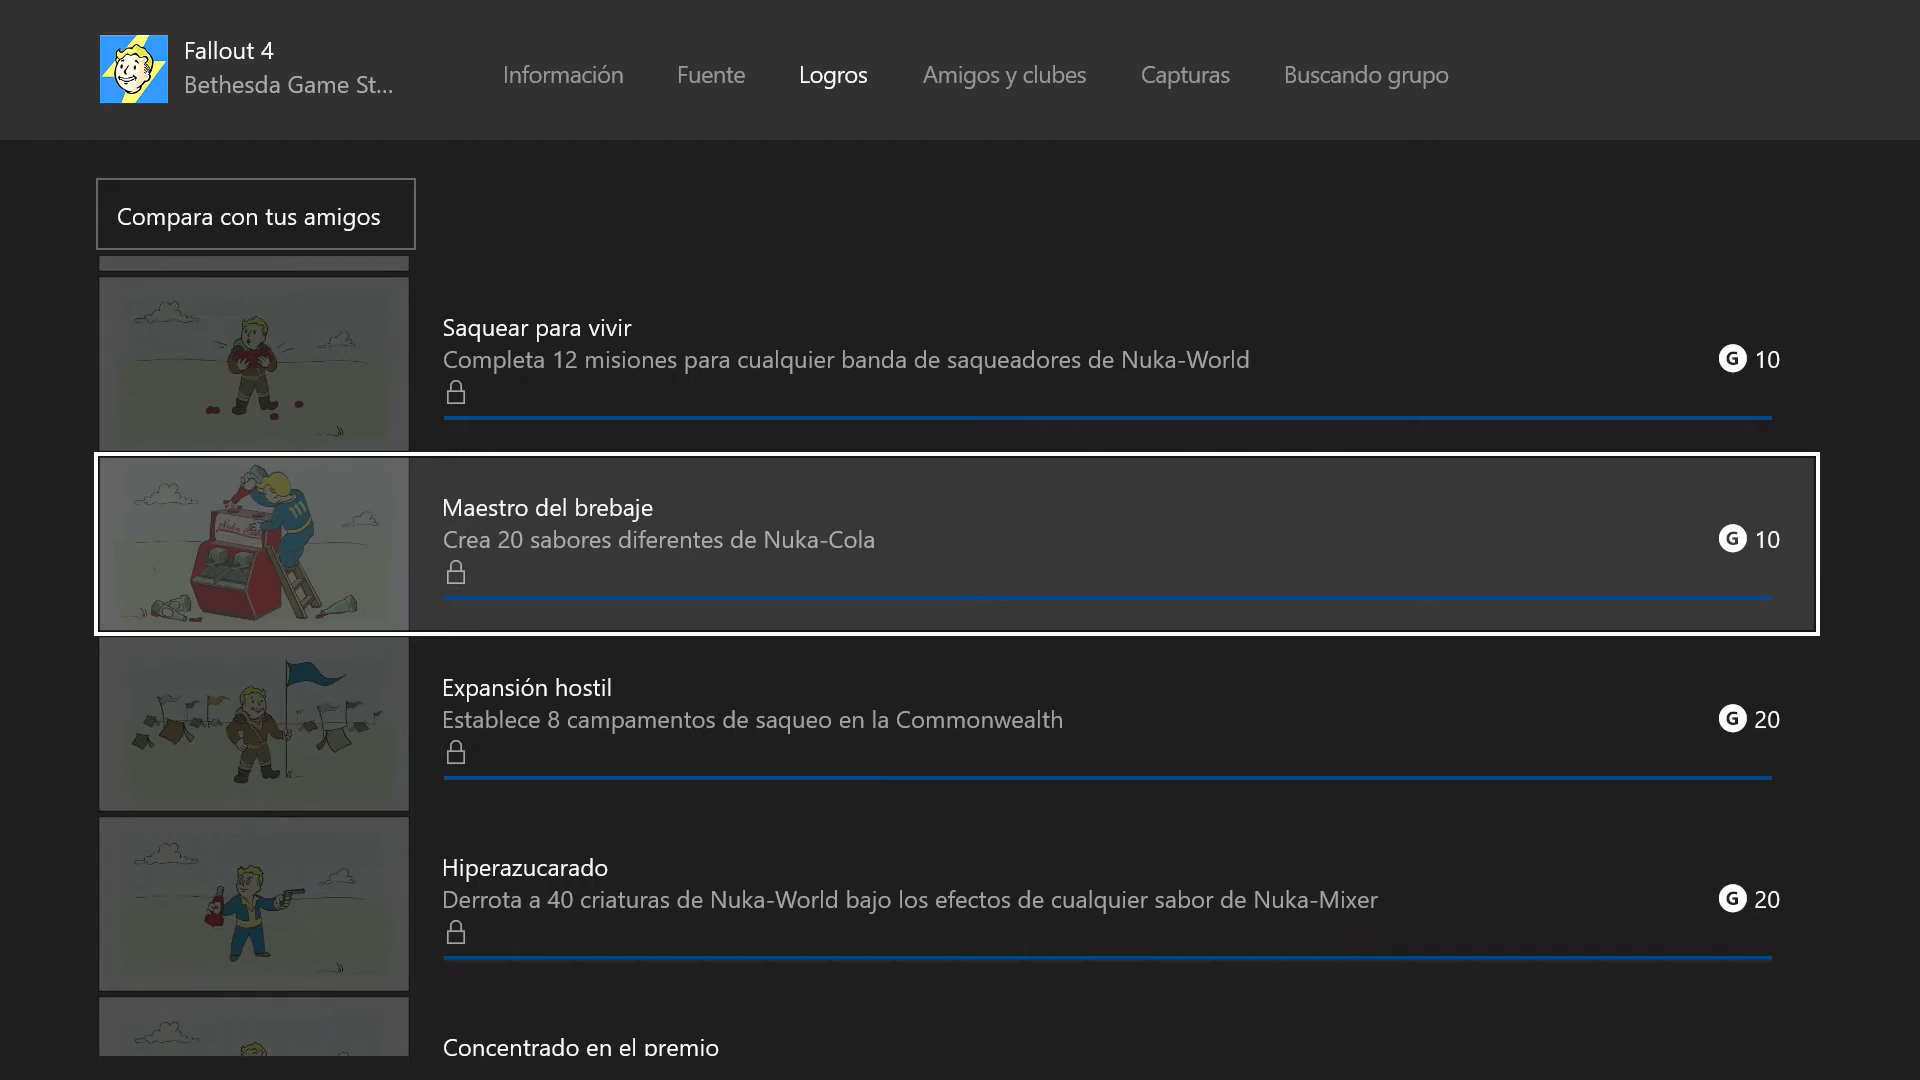 Fallout 4
Bethesda Game St...
Información
Fuente
Logros
Amigos y clubes
Capturas
Buscando grupo
Compara con tus amigos
Saquear para vivir
Completa 12 misiones para cualquier banda de saqueadores de Nuka-World
G 10
Maestro del brebaje
Crea 20 sabores diferentes de Nuka-Cola
G 10
111
Expansión hostil
Establece 8 campamentos de saqueo en la Commonwealth
G 20
Hiperazucarado
Derrota a 40 criaturas de Nuka-World bajo los efectos de cualquier sabor de Nuka-Mixer
G 20
Concentrado en el premio